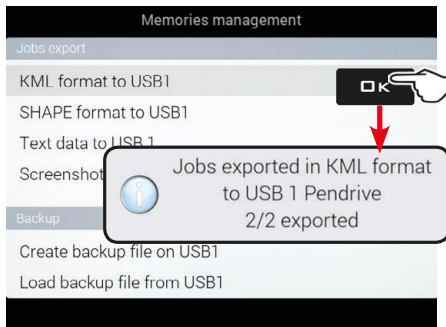 Memories management
Jobs export
KML format to USB1
OK
SHAPE format to USB1
Text data to USB 1
Screenshot
Jobs exported in KML format
to USB 1 Pendrive
2/2 exported
Backup
Create backup file on USB1
Load backup file from USB1